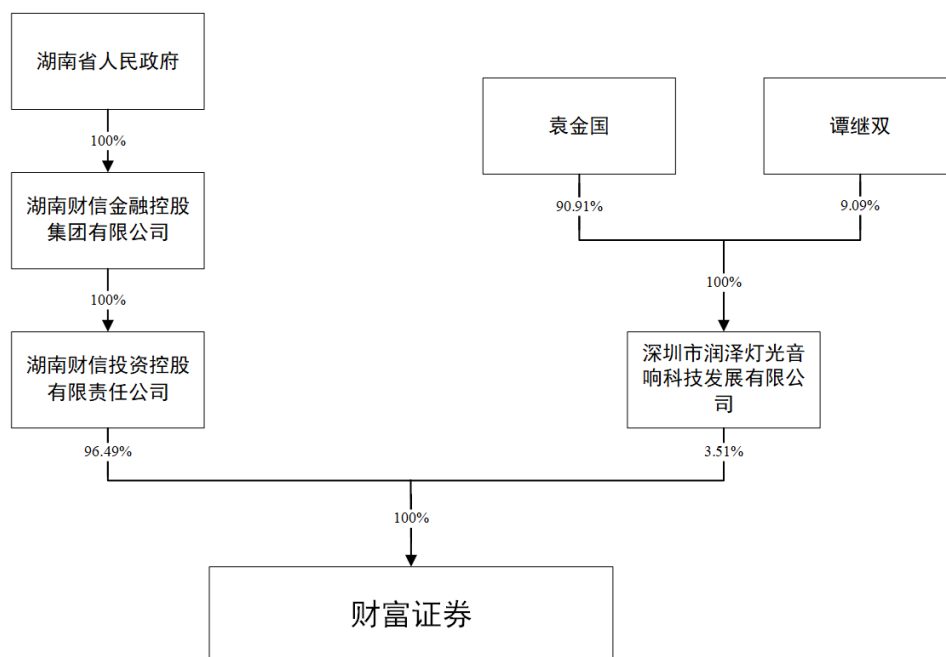 湖南省人民政府
袁金国
谭继双
100%
90.91%
9.09%
湖南财信金融控股
集团有限公司
100%
100%
湖南财信投资控股
有限责任公司
深圳市润泽灯光音
响科技发展有限公
司
96.49%
3.51%
100%
财富证券